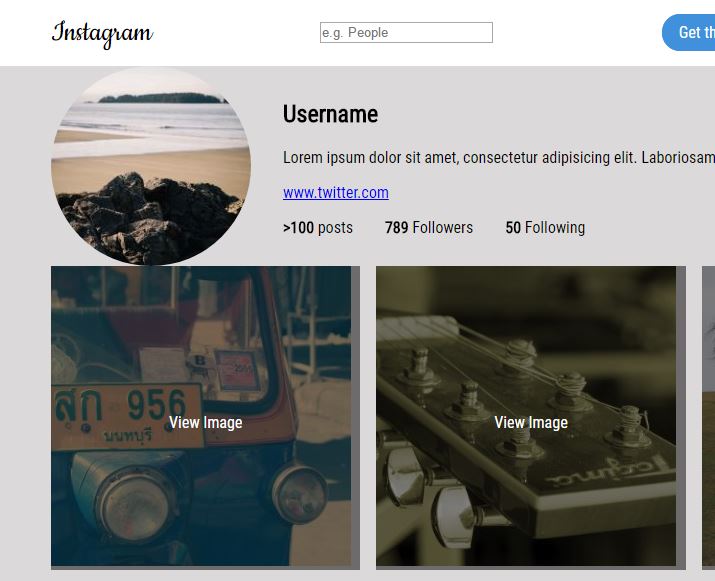 Instagram
e.g. People
Get th
Username
Lorem ipsum dolor sit amet, consectetur adipisicing elit. Laboriosam
www.twitter.com
>100 posts 789 Followers 50 Following
สกุ 956
นนทบุรี
View Image
View Image
Tagima